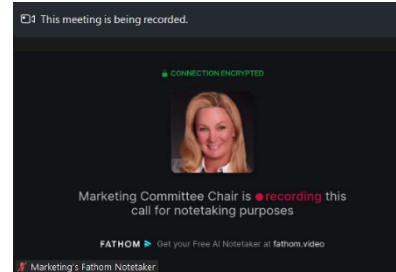 This meeting is being recorded.
CONNECTION ENCRYPTED
Marketing Committee Chair is recording this
call for notetaking purposes
FATHOM Get your Free AI Notetaker at fathom.video
Marketing's Fathom Notetaker